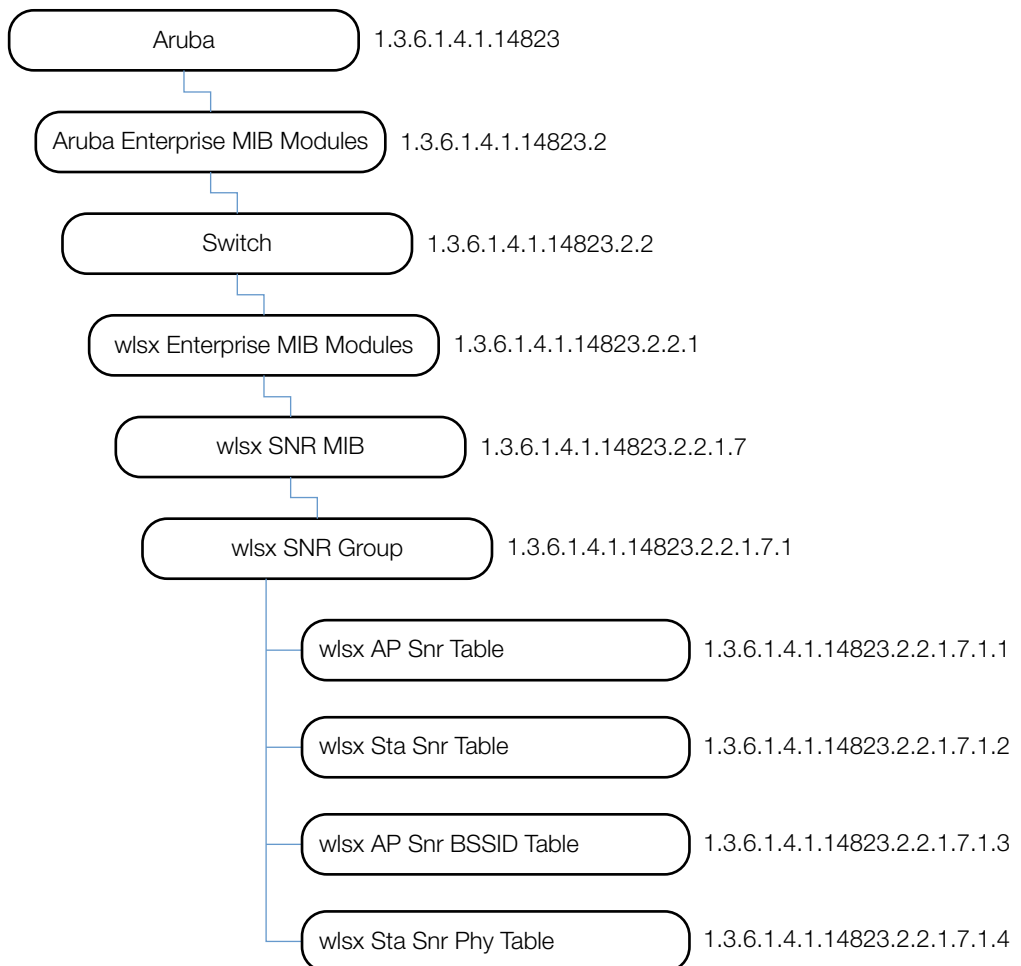 Aruba 1.3.6.1.4.1.14823
Aruba Enterprise MIB Modules 1.3.6.1.4.1.14823.2
Switch 1.3.6.1.4.1.14823.2.2
wlsx Enterprise MIB Modules 1.3.6.1.4.1.14823.2.2.1
wlsx SNR MIB 1.3.6.1.4.1.14823.2.2.1.7
wlsx SNR Group 1.3.6.1.4.1.14823.2.2.1.7.1
wlsx AP Snr Table 1.3.6.1.4.1.14823.2.2.1.7.1.1
wlsx Sta Snr Table 1.3.6.1.4.1.14823.2.2.1.7.1.2
wlsx AP Snr BSSID Table 1.3.6.1.4.1.14823.2.2.1.7.1.3
wlsx Sta Snr Phy Table 1.3.6.1.4.1.14823.2.2.1.7.1.4